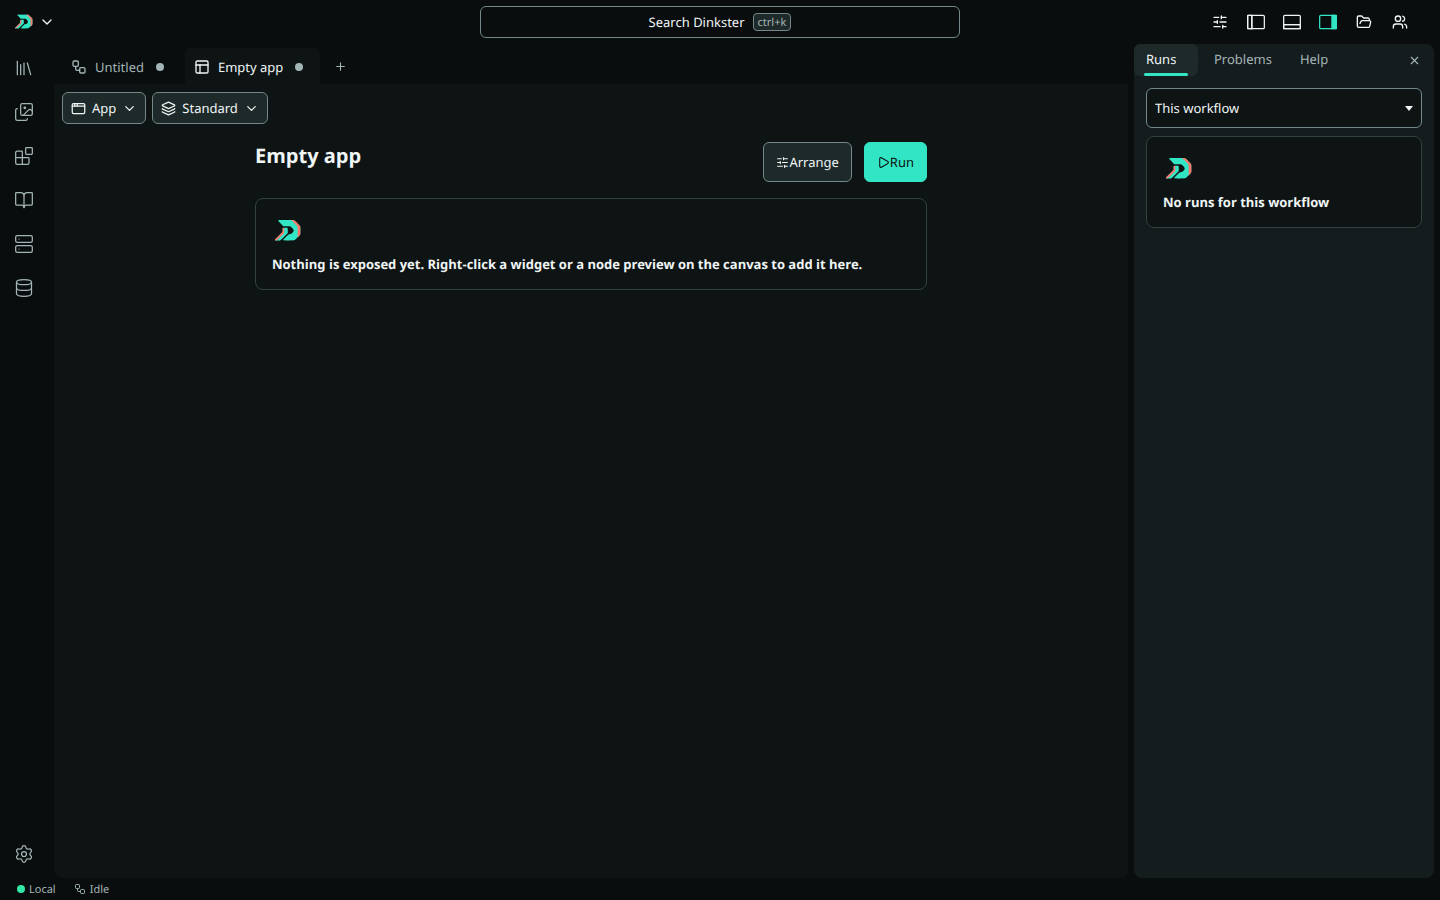 Search Dinkster ctrl+k
Untitled
Empty app
Runs
Problems
Help
App
Standard
This workflow
Empty app
Arrange
Run
No runs for this workflow
Nothing is exposed yet. Right-click a widget or a node preview on the canvas to add it here.
Local
Idle